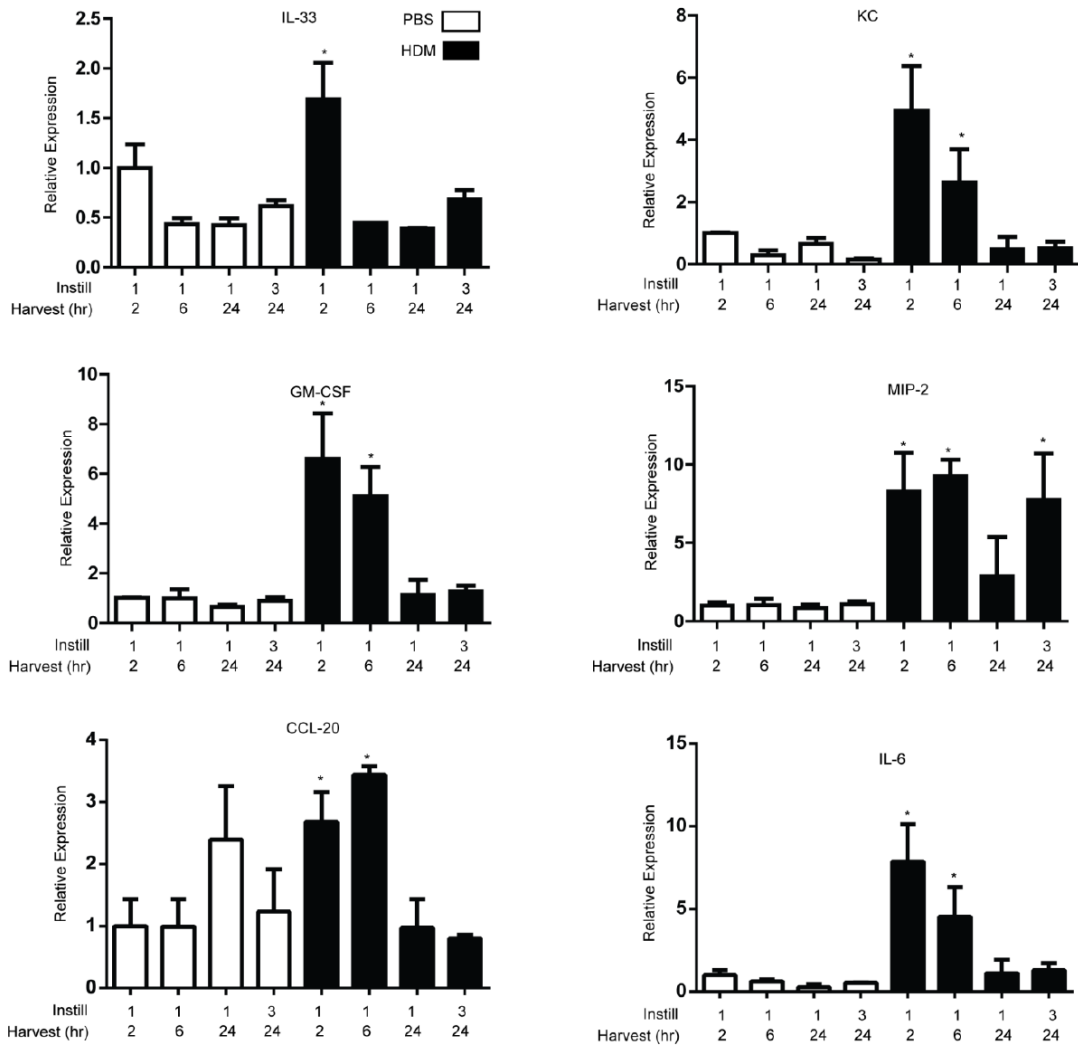 IL-33
PBS
HDM
Relative Expression
2.5
2.0
1.5
1.0
0.5
0.0
*
Instill 1 1 1 3 1 1 1 3
Harvest (hr) 2 6 24 24 2 6 24 24
KC
Relative Expression
8
6
4
2
0
* *
Instill 1 1 1 3 1 1 1 3
Harvest (hr) 2 6 24 24 2 6 24 24
GM-CSF
Relative Expression
10
8
6
4
2
0
* *
Instill 1 1 1 3 1 1 1 3
Harvest (hr) 2 6 24 24 2 6 24 24
MIP-2
Relative Expression
15
10
5
0
* * *
Instill 1 1 1 3 1 1 1 3
Harvest (hr) 2 6 24 24 2 6 24 24
CCL-20
Relative Expression
4
3
2
1
0
* *
Instill 1 1 1 3 1 1 1 3
Harvest (hr) 2 6 24 24 2 6 24 24
IL-6
Relative Expression
15
10
5
0
* *
Instill 1 1 1 3 1 1 1 3
Harvest (hr) 2 6 24 24 2 6 24 24